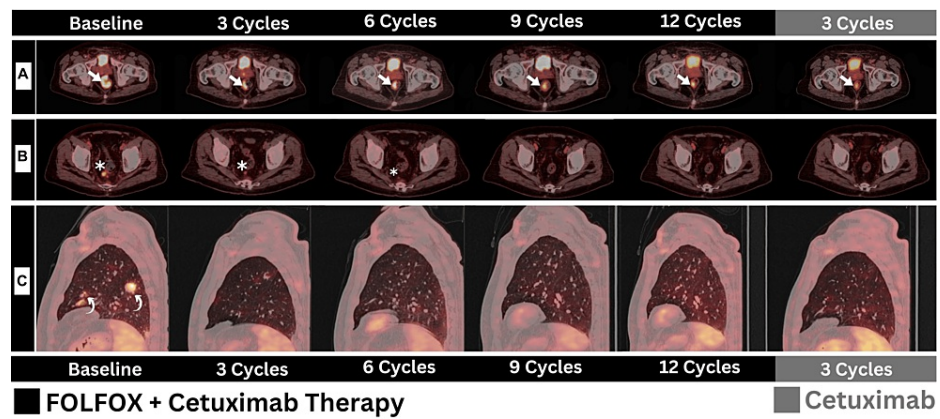 Baseline 3 Cycles 6 Cycles 9 Cycles 12 Cycles 3 Cycles
A
B
* * *
C
Baseline 3 Cycles 6 Cycles 9 Cycles 12 Cycles 3 Cycles
FOLFOX + Cetuximab Therapy Cetuximab